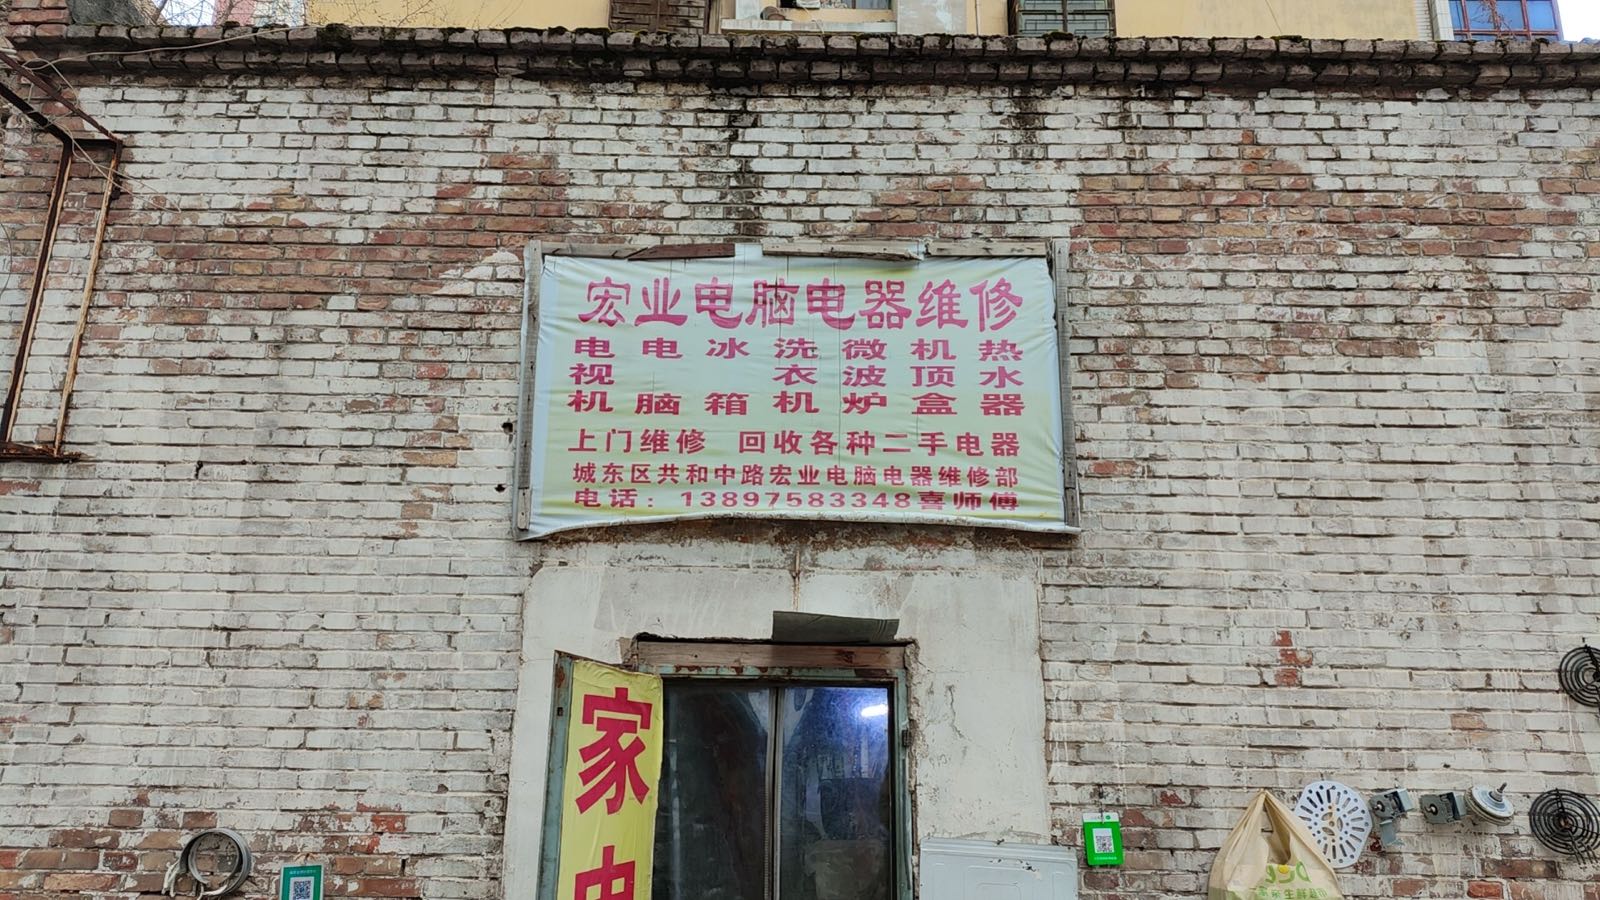 宏业电脑电器维修
电视机 电脑 冰箱 洗衣机 微波炉 机顶盒 热水器
上门维修 回收各种二手电器
城东区共和中路宏业电脑电器维修部
电话：13897583348喜师傅
家